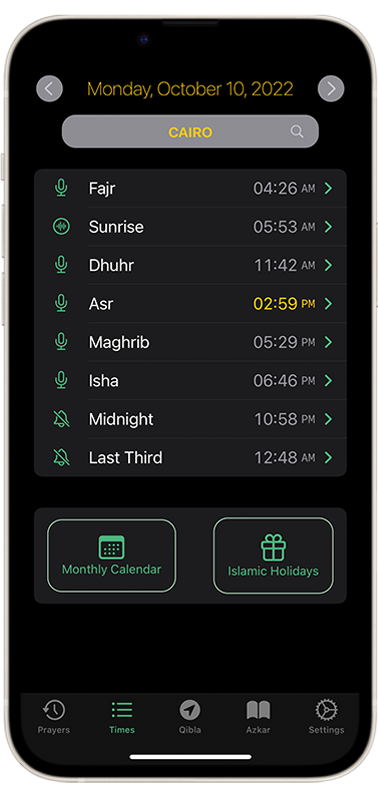 Monday, October 10, 2022
CAIRO
Fajr 04:26 AM
Sunrise 05:53 AM
Dhuhr 11:42 AM
Asr 02:59 PM
Maghrib 05:29 PM
Isha 06:46 PM
Midnight 10:58 PM
Last Third 12:48 AM
Monthly Calendar Islamic Holidays
Prayers Times Qibla Azkar Settings